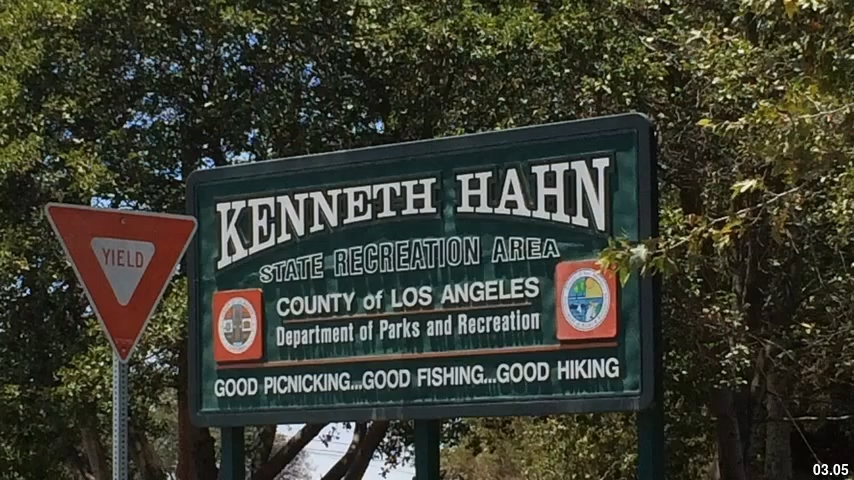 KENNETH HAHN
STATE RECREATION AREA
COUNTY of LOS ANGELES
Department of Parks and Recreation
GOOD PICNICKING...GOOD FISHING...GOOD HIKING
YIELD
03.05